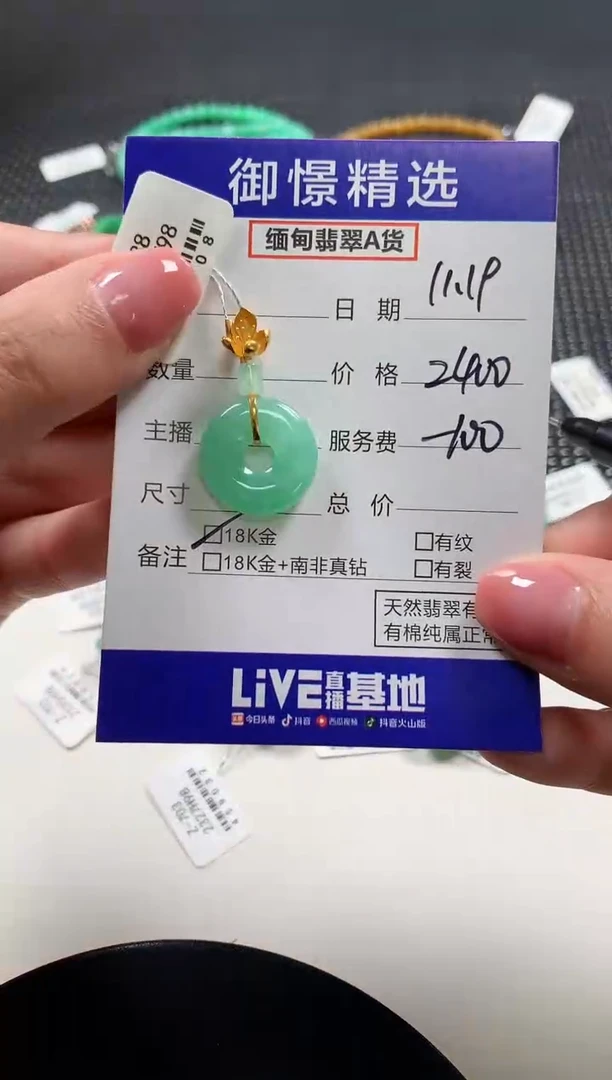 御憬精选
缅甸翡翠A货
日 期 11.19
数量 价 格 2400
主播 服务费 -100
尺寸 总 价
备注 □18K金 □有纹
□18K金+南非真钻 □有裂
天然翡翠有
有棉纯属正常
LiVE直播基地
今日头条 抖音 西瓜视频 抖音火山版
Z-703